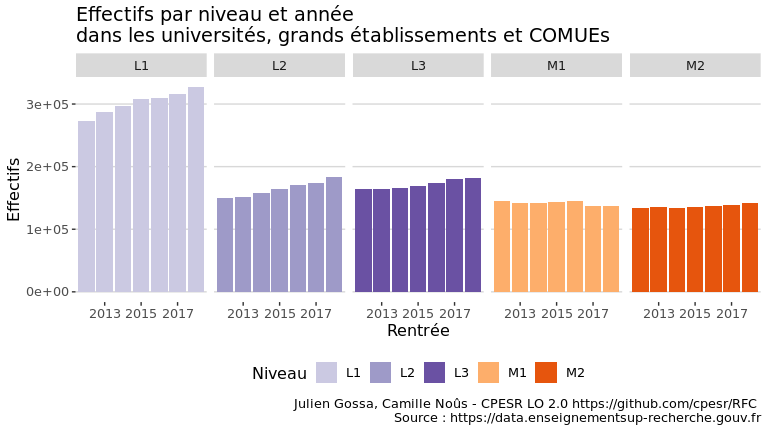 Effectifs par niveau et année
dans les universités, grands établissements et COMUEs
L1 L2 L3 M1 M2
Effectifs
3e+05
2e+05
1e+05
0e+00
2013 2015 2017 2013 2015 2017 2013 2015 2017 2013 2015 2017 2013 2015 2017
Rentrée
Niveau L1 L2 L3 M1 M2
Julien Gossa, Camille Noûs - CPESR LO 2.0 https://github.com/cpesr/RFC
Source : https://data.enseignementsup-recherche.gouv.fr